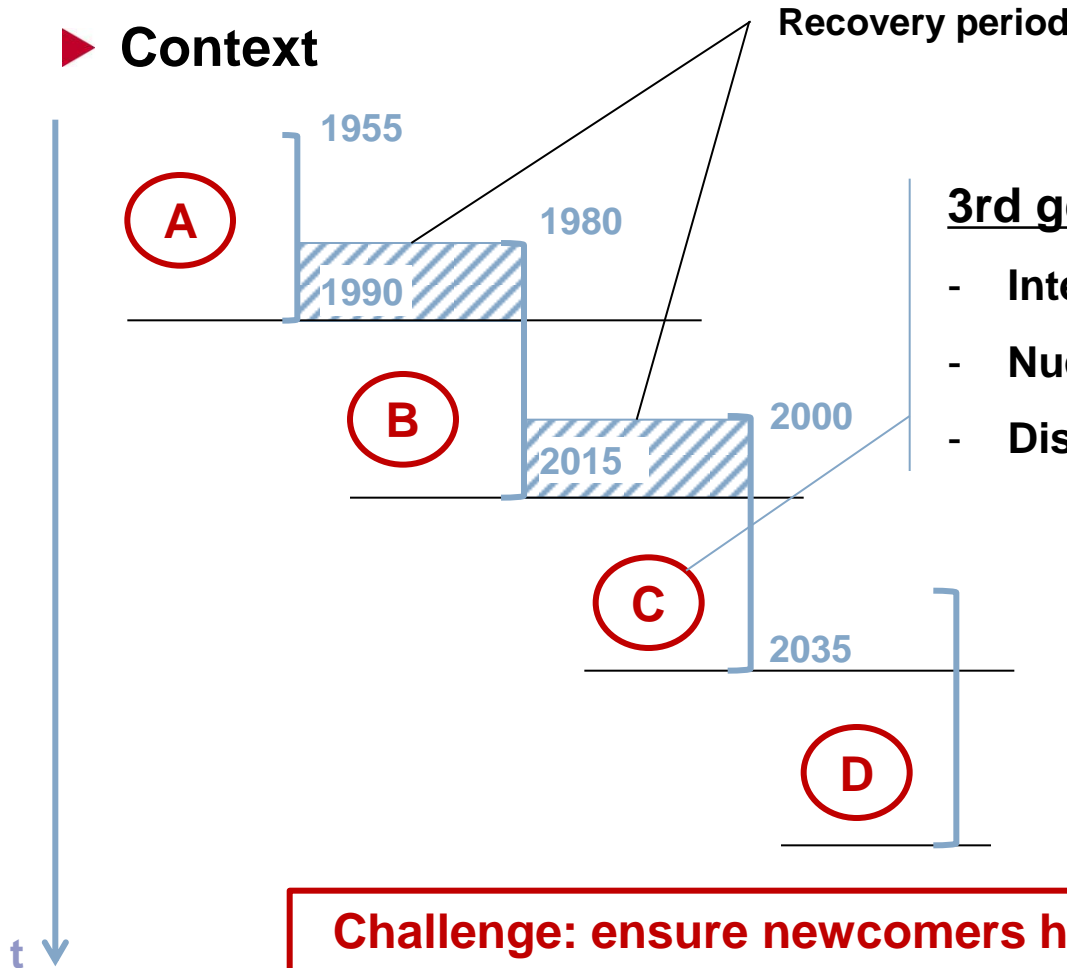 Context
Recovery period
1955
A
1980
1990
3rd
-
-
-
B
2000
2015
C
2035
D
Challenge: ensure newcomers
t